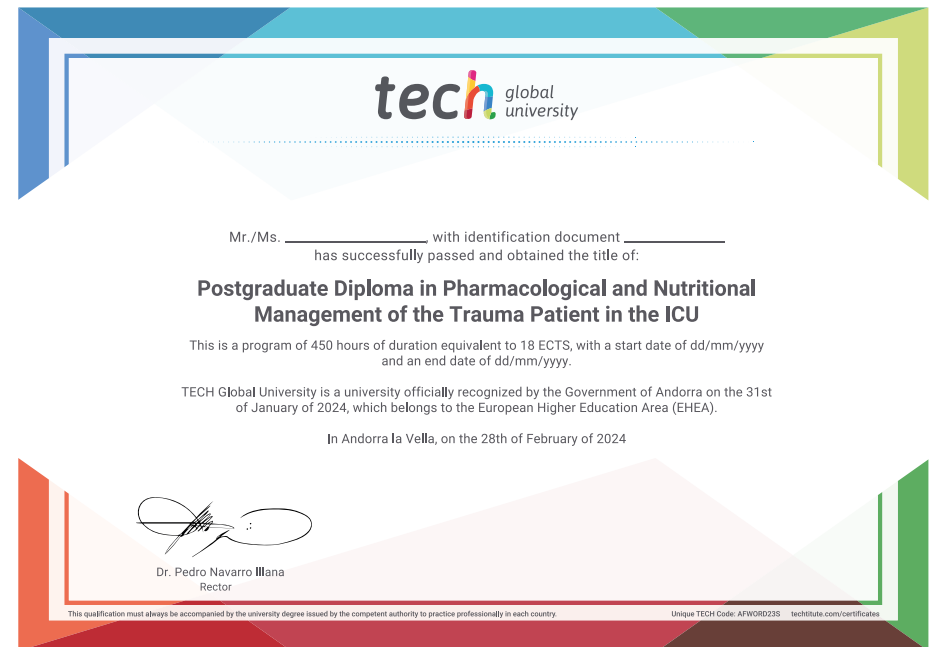 tech global
university
Mr./Ms. ____________, with identification document ____________
has successfully passed and obtained the title of:
Postgraduate Diploma in Pharmacological and Nutritional
Management of the Trauma Patient in the ICU
This is a program of 450 hours of duration equivalent to 18 ECTS, with a start date of dd/mm/yyyy
and an end date of dd/mm/yyyy.
TECH Global University is a university officially recognized by the Government of Andorra on the 31st
of January of 2024, which belongs to the European Higher Education Area (EHEA).
In Andorra la Vella, on the 28th of February of 2024
Dr. Pedro Navarro Illana
Rector
This qualification must always be accompanied by the university degree issued by the competent authority to practice professionally in each country.
Unique TECH Code: AFWORD23S techtitute.com/certificates